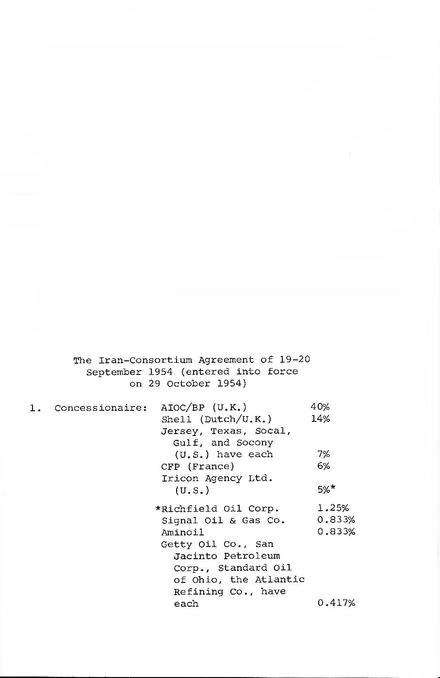 The Iran-Consortium Agreement of 19-20
September 1954 (entered into force
on 29 October 1954)
1. Concessionaire: AIOC/BP (U.K.) 40%
Shell (Dutch/U.K.) 14%
Jersey, Texas, Socal,
Gulf, and Socony
(U.S.) have each 7%
CFP (France) 6%
Iricon Agency Ltd.
(U.S.) 5%*
*Richfield Oil Corp. 1.25%
Signal Oil & Gas Co. 0.833%
Aminoil 0.833%
Getty Oil Co., San
Jacinto Petroleum
Corp., Standard Oil
of Ohio, the Atlantic
Refining Co., have
each 0.417%